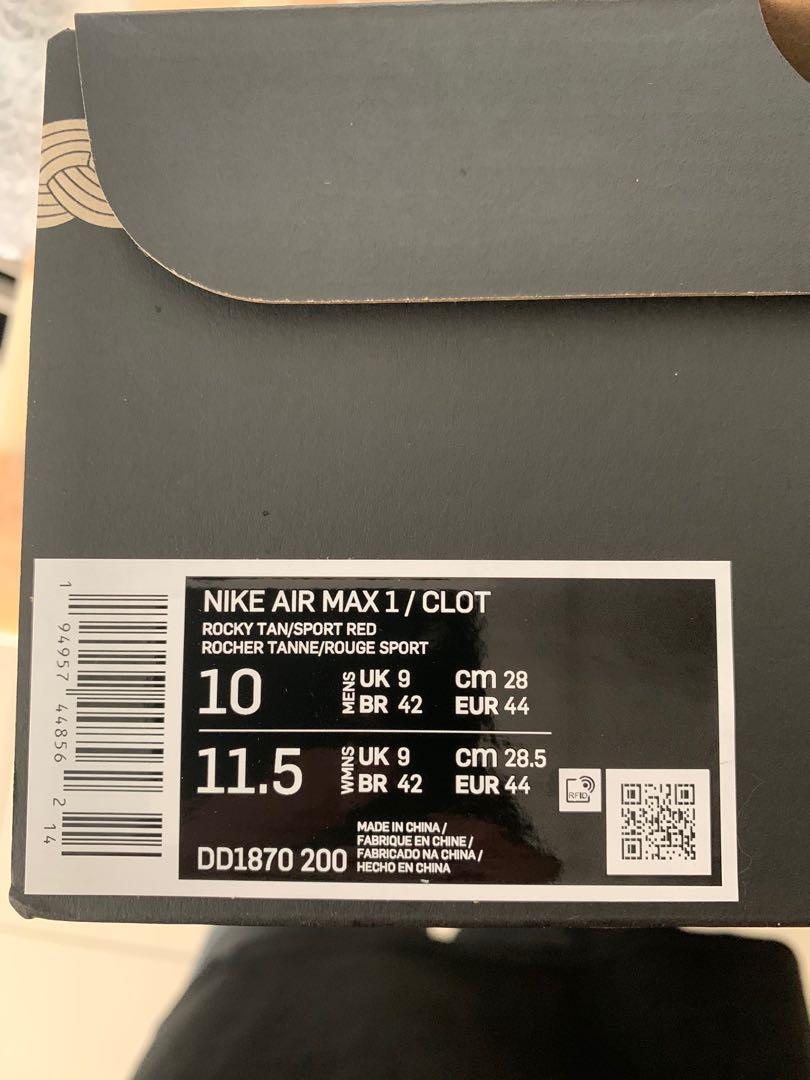 NIKE AIR MAX 1 / CLOT
ROCKY TAN/SPORT RED
ROCHER TANNE/ROUGE SPORT
10 MENS UK 9 cm 28
BR 42 EUR 44
11.5 WMNS UK 9 cm 28.5
BR 42 EUR 44
RFID
DD1870 200
MADE IN CHINA /
FABRIQUE EN CHINE /
FABRICADO NA CHINA /
HECHO EN CHINA
1 94957 44856 2 14